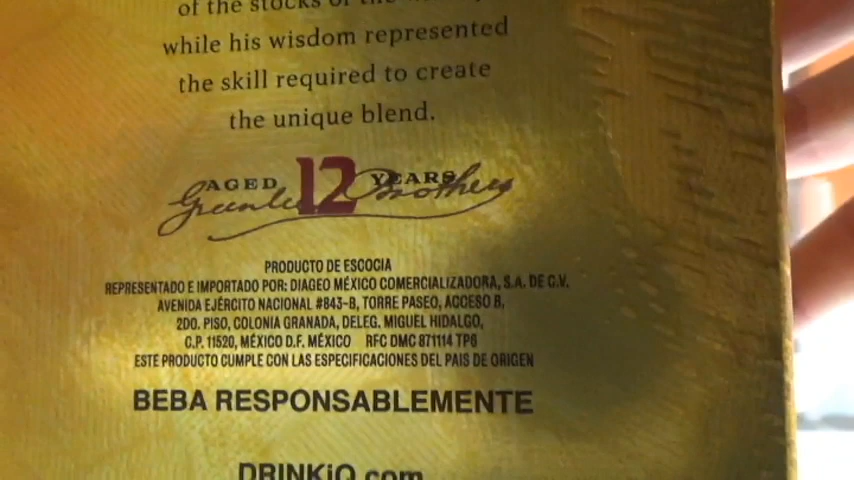 of the stocks of the
while his wisdom represented
the skill required to create
the unique blend.
AGED 12 YEARS
Greenlees Brothers
PRODUCTO DE ESCOCIA
REPRESENTADO E IMPORTADO POR: DIAGEO MÉXICO COMERCIALIZADORA, S.A. DE C.V.
AVENIDA EJÉRCITO NACIONAL #843-B, TORRE PASEO, ACCESO B,
2DO. PISO, COLONIA GRANADA, DELEG. MIGUEL HIDALGO,
C.P. 11520, MÉXICO D.F. MÉXICO RFC DMC 871114 TP6
ESTE PRODUCTO CUMPLE CON LAS ESPECIFICACIONES DEL PAIS DE ORIGEN
BEBA RESPONSABLEMENTE
DRINKiQ.com